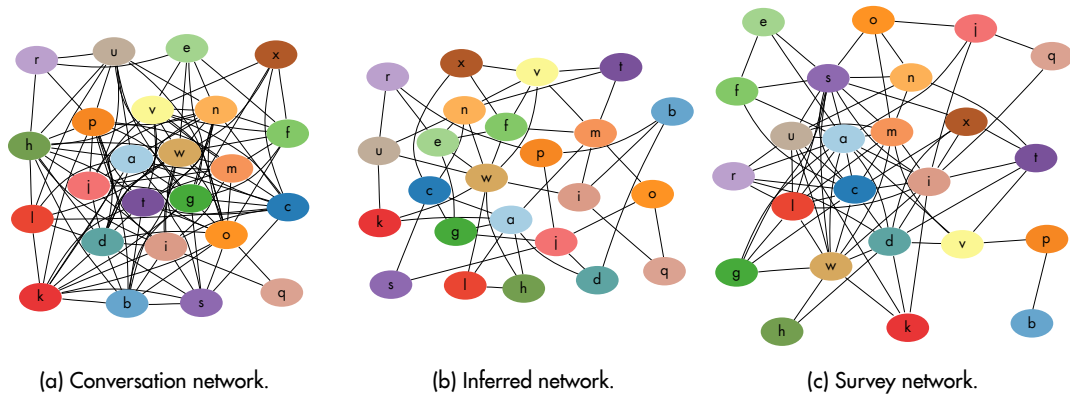 r u e x
p v n f
h a w m
j t g c
l d i o
k b s q
(a) Conversation network.
r x v t
n f m b
u e p
c w i o
k g a j
s l h d q
(b) Inferred network.
e o j q
f s n
u a m x t
r c i
l d v p
g w
h k b
(c) Survey network.